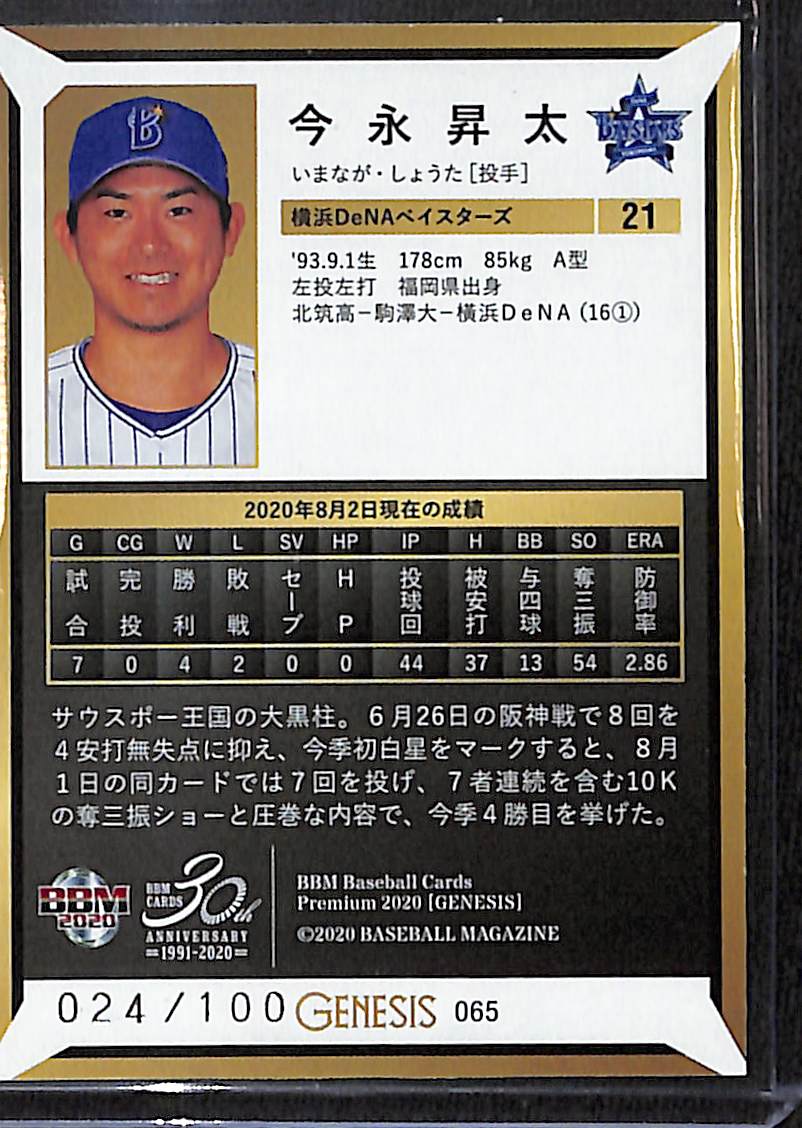 今永昇太
BAYSTARS
いまなが・しょうた[投手]
横浜DeNAベイスターズ 21
'93.9.1生 178cm 85kg A型
左投左打 福岡県出身
北筑高−駒澤大−横浜DeNA(16①)
2020年8月2日現在の成績
G CG W L SV HP IP H BB SO ERA
試合 完投 勝利 敗戦 セーブ HP 投球回 被安打 与四球 奪三振 防御率
7 0 4 2 0 0 44 37 13 54 2.86
サウスポー王国の大黒柱。6月26日の阪神戦で8回を
4安打無失点に抑え、今季初白星をマークすると、8月
1日の同カードでは7回を投げ、7者連続を含む10K
の奪三振ショーと圧巻な内容で、今季4勝目を挙げた。
BBM
2020
BBM
CARDS
30th
ANNIVERSARY
=1991-2020=
BBM Baseball Cards
Premium 2020 [GENESIS]
©2020 BASEBALL MAGAZINE
024/100 GENESIS 065